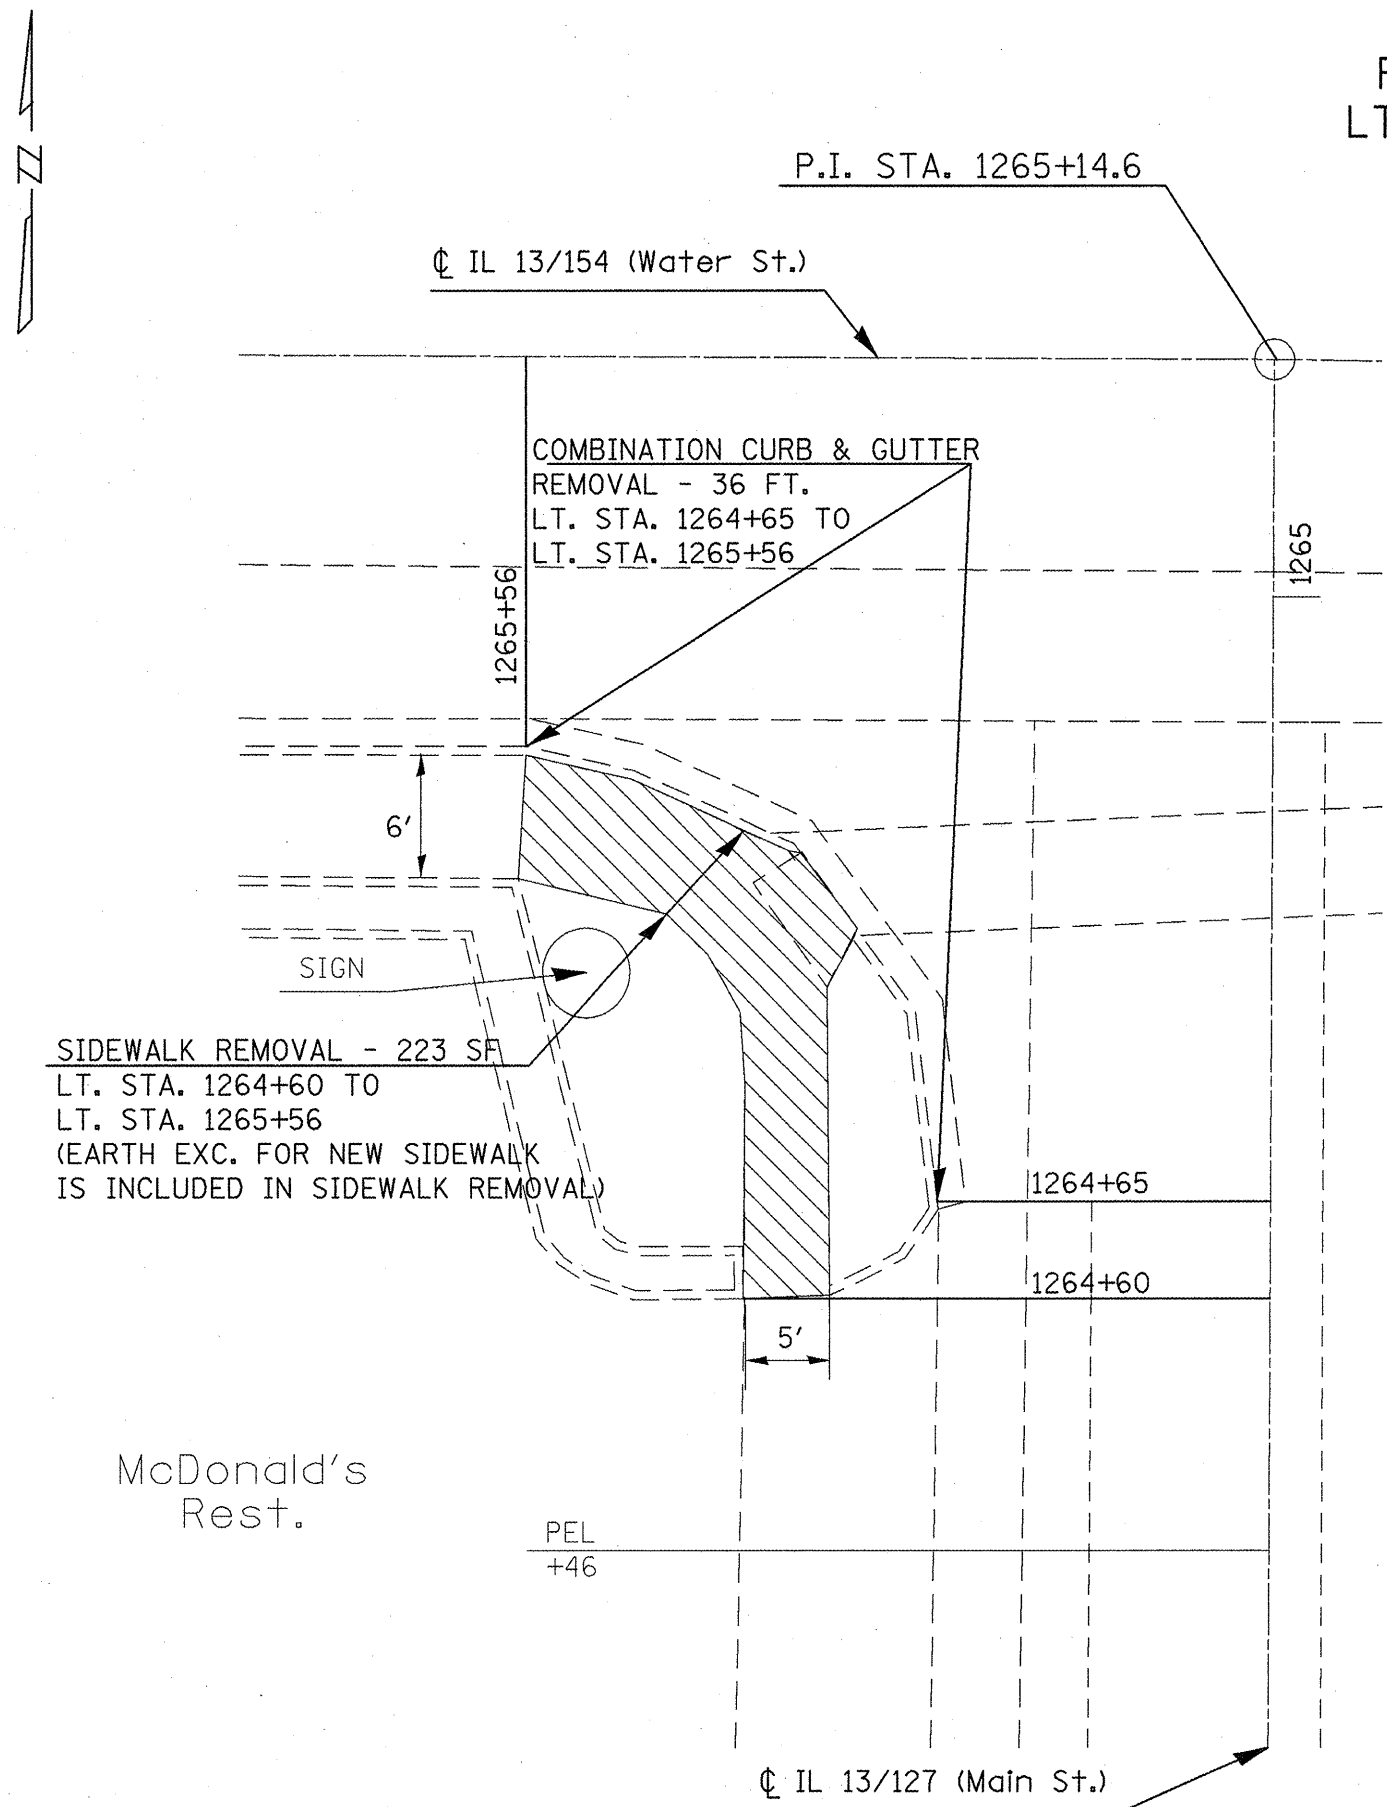 N
LT
P.I. STA. 1265+14.6
℄ IL 13/154 (Water St.)
COMBINATION CURB & GUTTER
REMOVAL - 36 FT.
LT. STA. 1264+65 TO
LT. STA. 1265+56
1265+56
1265
6'
SIGN
SIDEWALK REMOVAL - 223 SF
LT. STA. 1264+60 TO
LT. STA. 1265+56
(EARTH EXC. FOR NEW SIDEWALK
IS INCLUDED IN SIDEWALK REMOVAL)
1264+65
1264+60
5'
McDonald's
Rest.
PEL
+46
℄ IL 13/127 (Main St.)